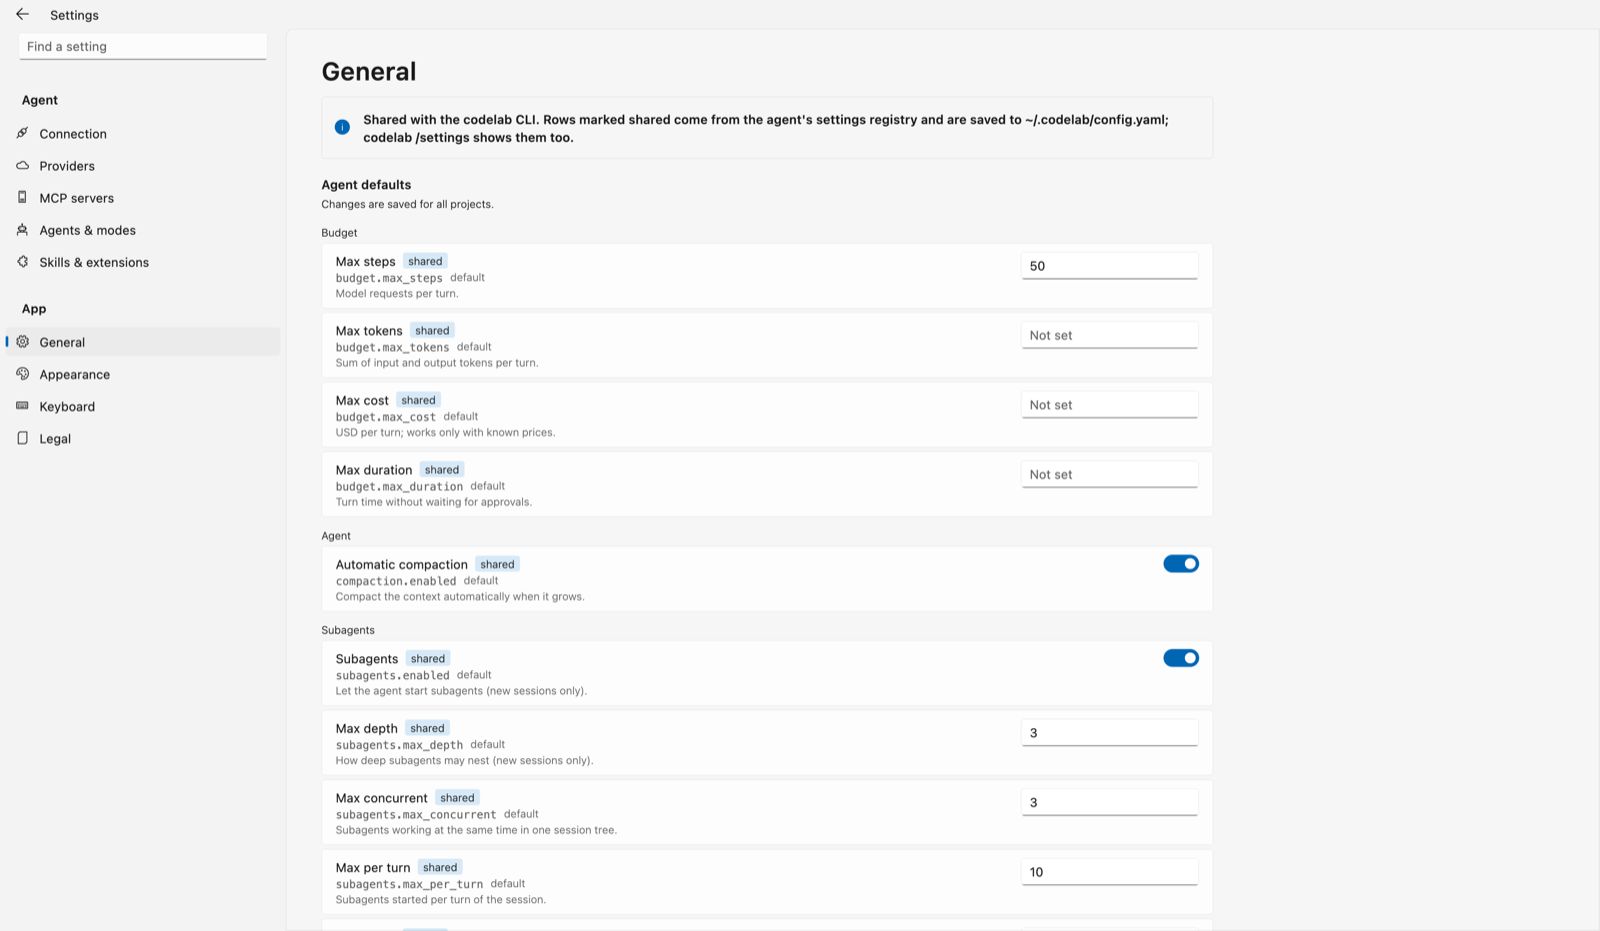 Settings
Find a setting
Agent
Connection
Providers
MCP servers
Agents & modes
Skills & extensions
App
General
Appearance
Keyboard
Legal
General
Shared with the codelab CLI. Rows marked shared come from the agent's settings registry and are saved to ~/.codelab/config.yaml;
codelab /settings shows them too.
Agent defaults
Changes are saved for all projects.
Budget
Max steps shared
50
budget.max_steps default
Model requests per turn.
Max tokens shared
Not set
budget.max_tokens default
Sum of input and output tokens per turn.
Max cost shared
Not set
budget.max_cost default
USD per turn; works only with known prices.
Max duration shared
Not set
budget.max_duration default
Turn time without waiting for approvals.
Agent
Automatic compaction shared
compaction.enabled default
Compact the context automatically when it grows.
Subagents
Subagents shared
subagents.enabled default
Let the agent start subagents (new sessions only).
Max depth shared
3
subagents.max_depth default
How deep subagents may nest (new sessions only).
Max concurrent shared
3
subagents.max_concurrent default
Subagents working at the same time in one session tree.
Max per turn shared
10
subagents.max_per_turn default
Subagents started per turn of the session.